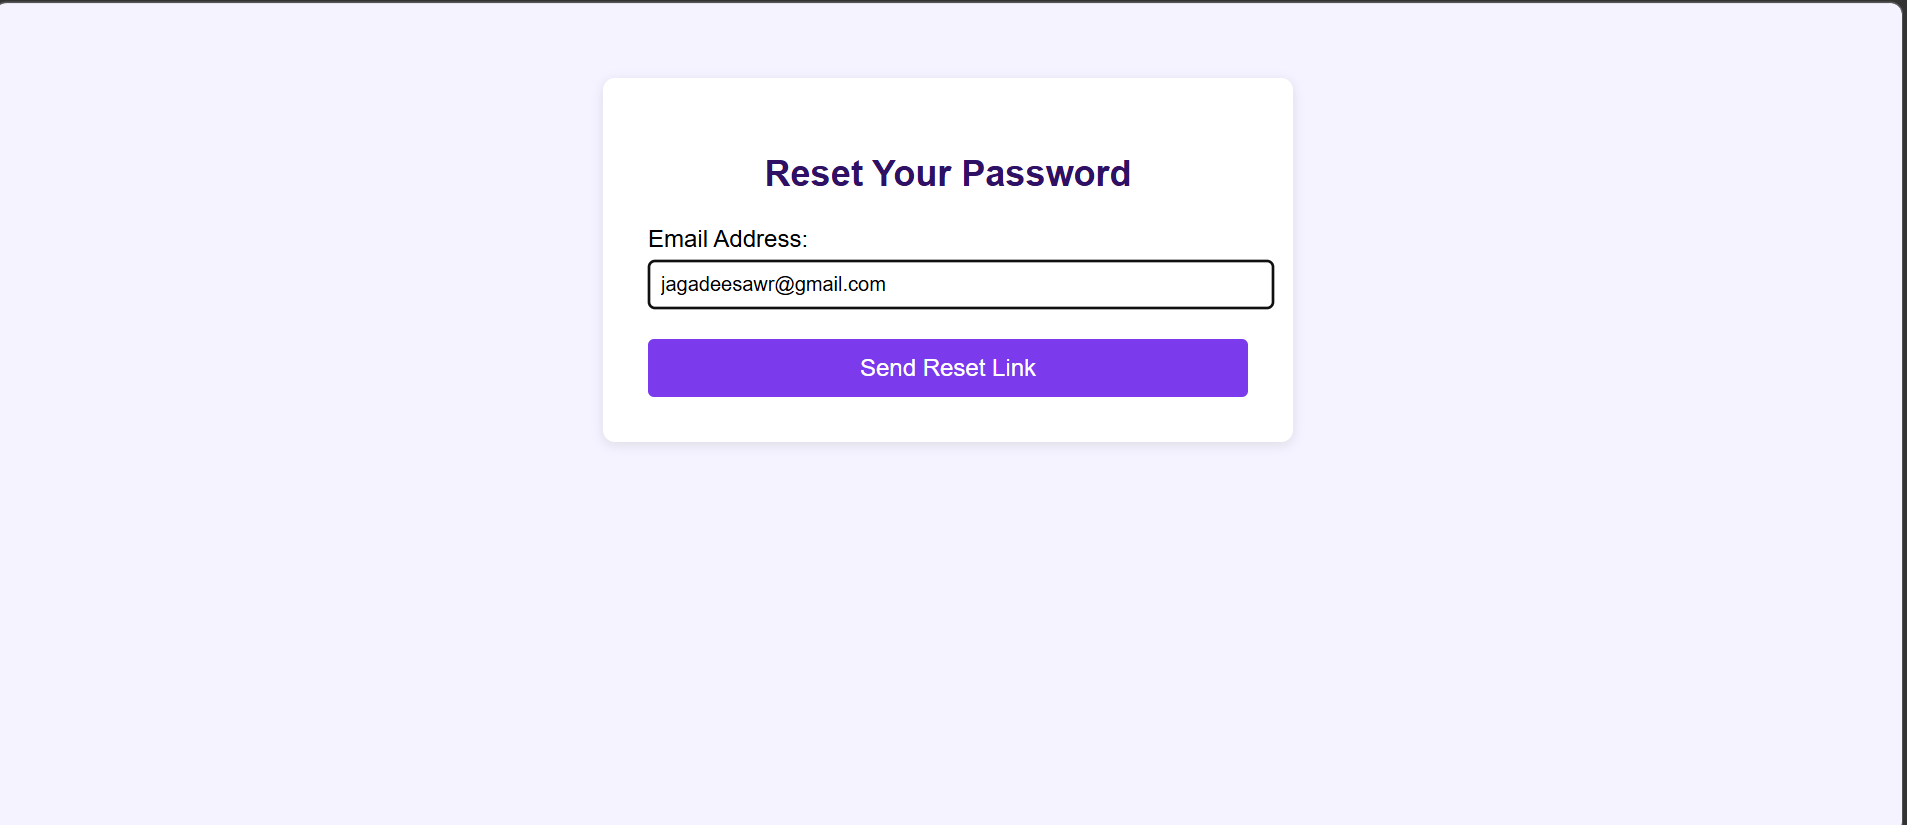 Reset Your Password
Email Address:
jagadeesawr@gmail.com
Send Reset Link